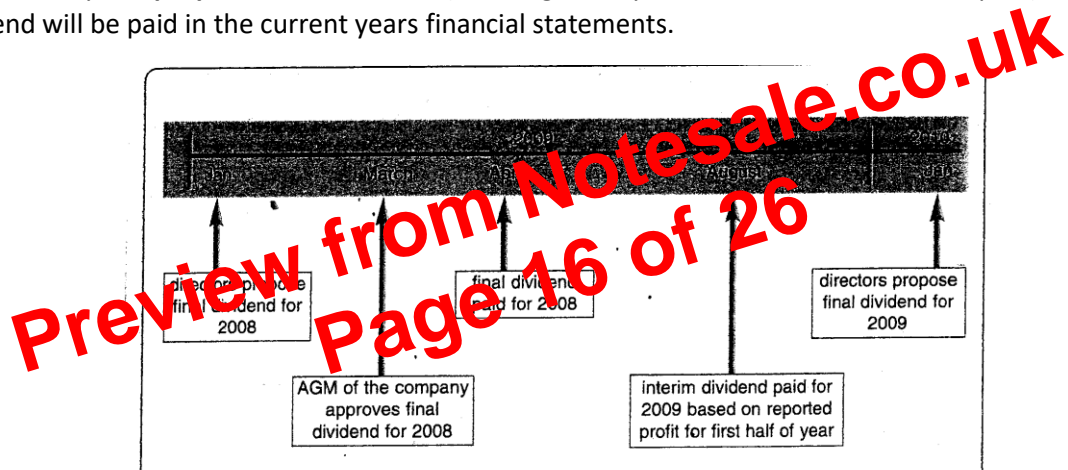 end will be paid in the current years financial statements.
2009
Jan
March
August
Jan
directors propose
final dividend for
2008
final dividend
paid for 2008
directors propose
final dividend for
2009
AGM of the company
approves final
dividend for 2008
interim dividend paid for
2009 based on reported
profit for first half of year
Preview from Notesale.co.uk
Page 16 of 26